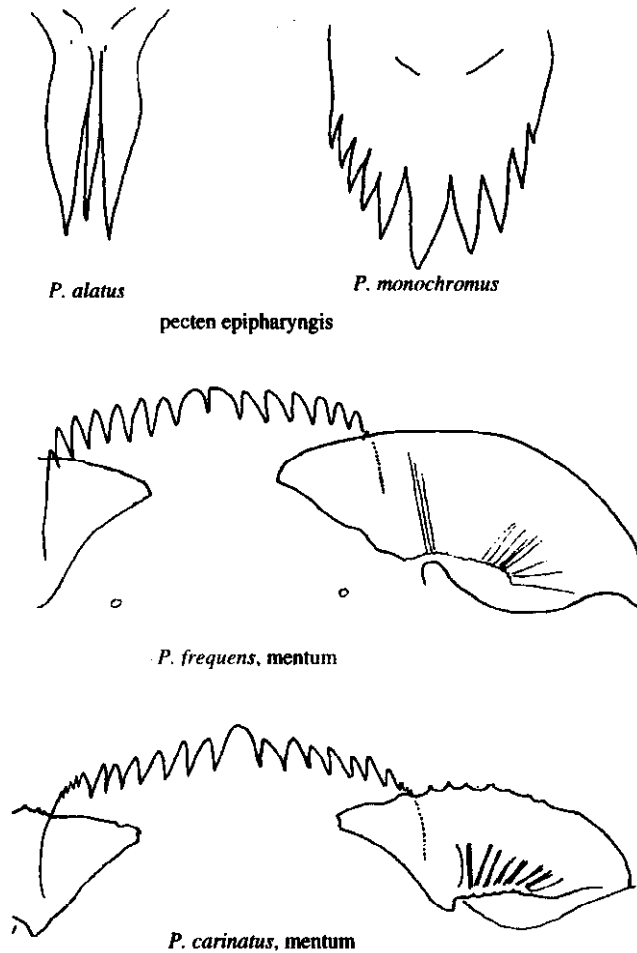 P. alatus
P. monochromus
pecten epipharyngis
P. frequens, mentum
P. carinatus, mentum